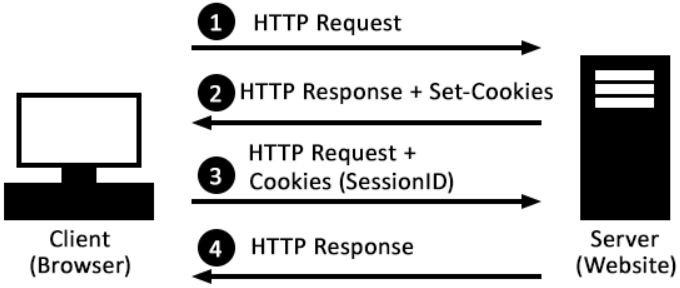 1 HTTP Request
2 HTTP Response + Set-Cookies
3 HTTP Request +
Cookies (SessionID)
4 HTTP Response
Client
(Browser)
Server
(Website)